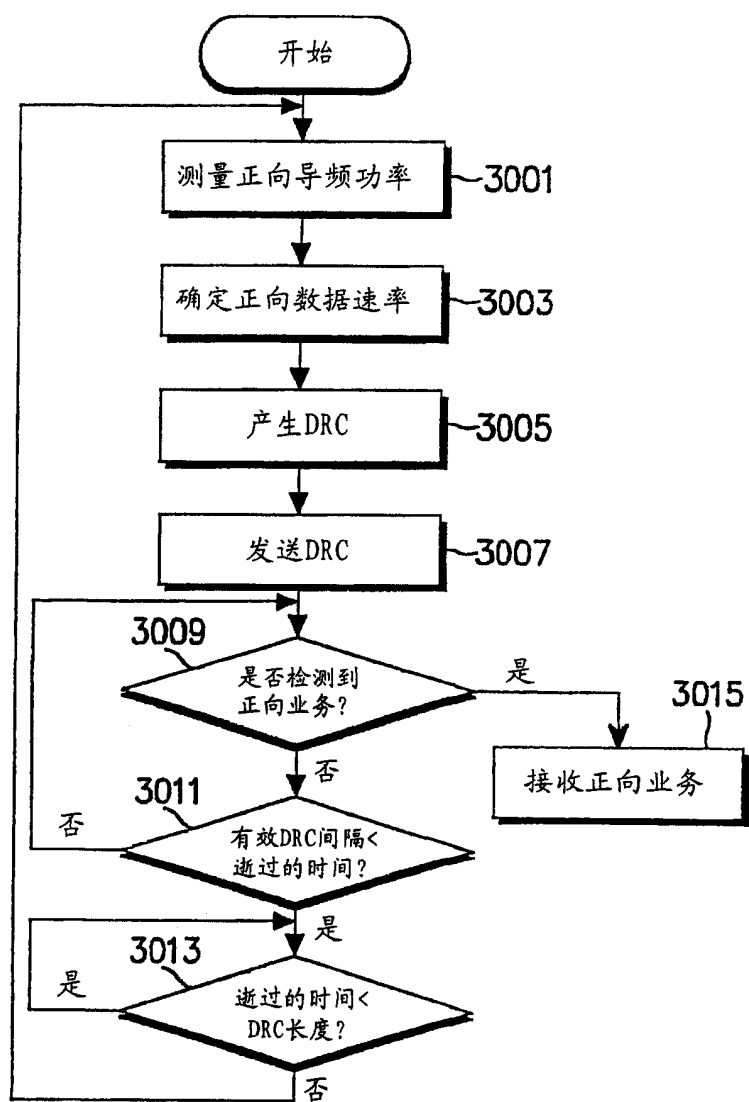 开始
测量正向导频功率
3001
确定正向数据速率
3003
产生DRC
3005
发送DRC
3007
3009
是否检测到
正向业务?
是
3015
接收正向业务
否
3011
有效DRC间隔<
逝过的时间?
否
是
3013
逝过的时间<
DRC长度?
是
否